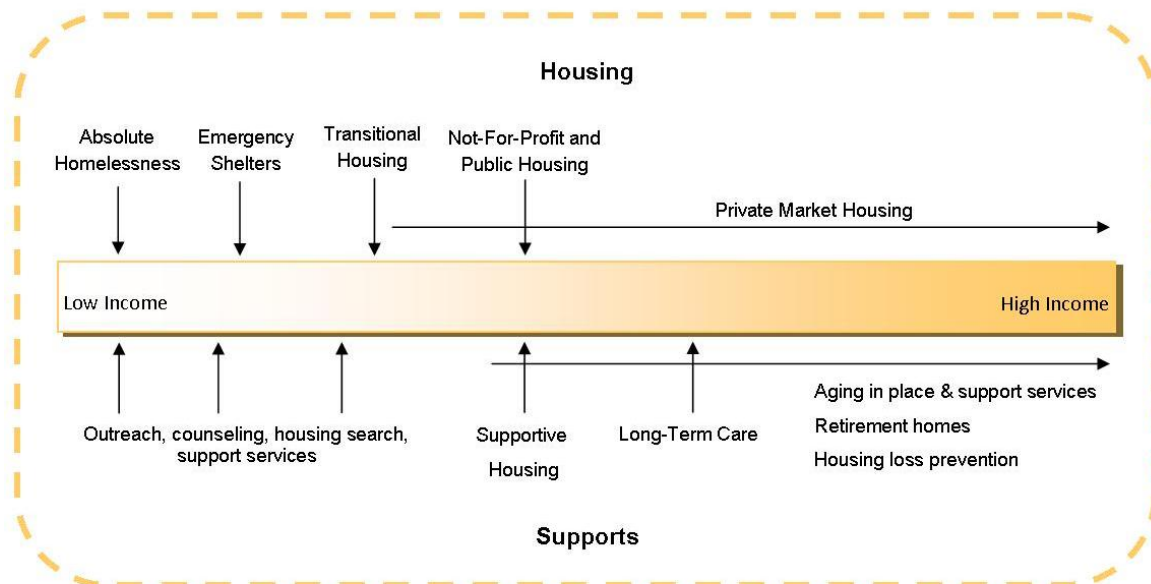 Housing
Absolute
Homelessness
Emergency
Shelters
Transitional
Housing
Not-For-Profit and
Public Housing
Private Market Housing
Low Income
High Income
Outreach, counseling, housing search,
support services
Supportive
Housing
Long-Term Care
Aging in place & support services
Retirement homes
Housing loss prevention
Supports